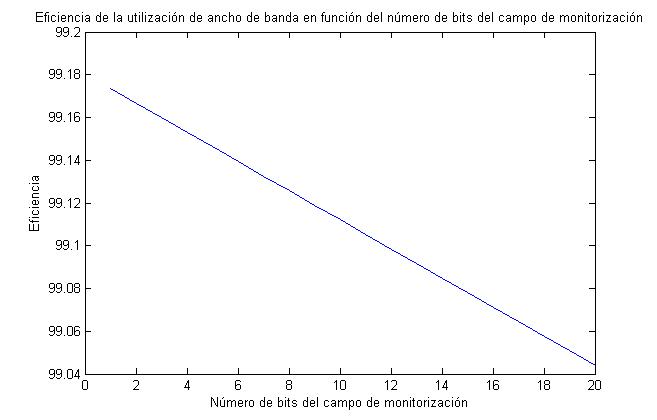 Eficiencia de la utilización de ancho de banda en función del número de bits del campo de monitorización
99.2
99.18
99.16
99.14
99.12
99.1
99.08
99.06
99.04
Eficiencia
0 2 4 6 8 10 12 14 16 18 20
Número de bits del campo de monitorización